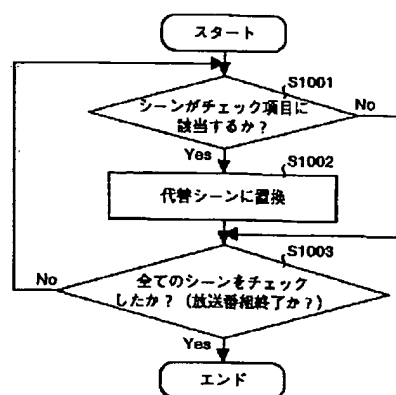 スタート
S1001
シーンがチェック項目に
該当するか?
No
Yes
S1002
代替シーンに置換
S1003
全てのシーンをチェック
したか?(放送番組終了か?)
No
Yes
エンド